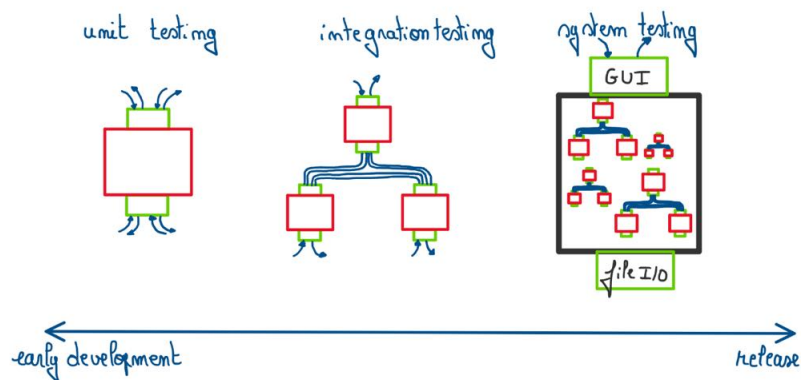 unit testing
integration testing
system testing
GUI
file I/O
early development
release